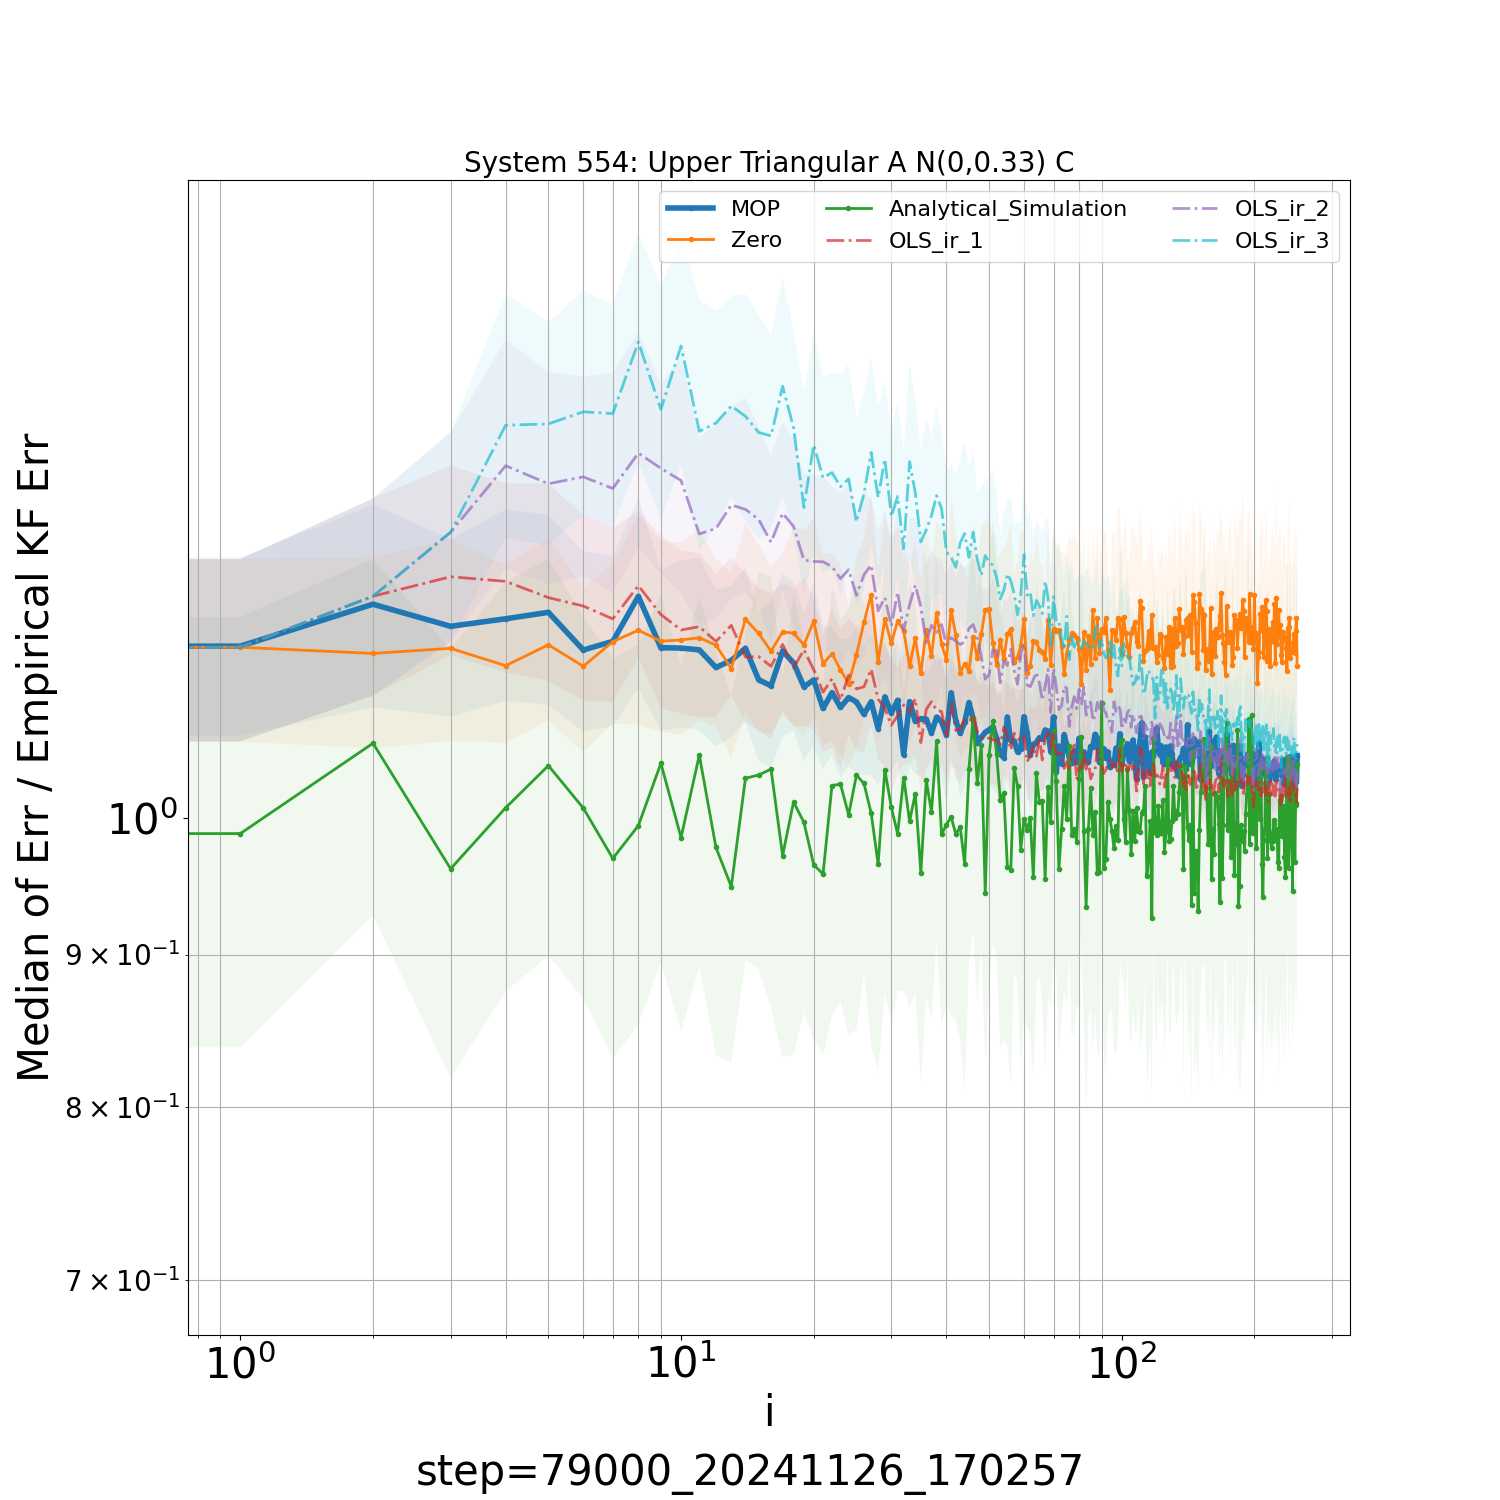 System 554: Upper Triangular A N(0,0.33) C
MOP
Zero
Analytical_Simulation
OLS_ir_1
OLS_ir_2
OLS_ir_3
Median of Err / Empirical KF Err
10⁰
9 × 10⁻¹
8 × 10⁻¹
7 × 10⁻¹
10⁰ 10¹ 10²
i
step=79000_20241126_170257